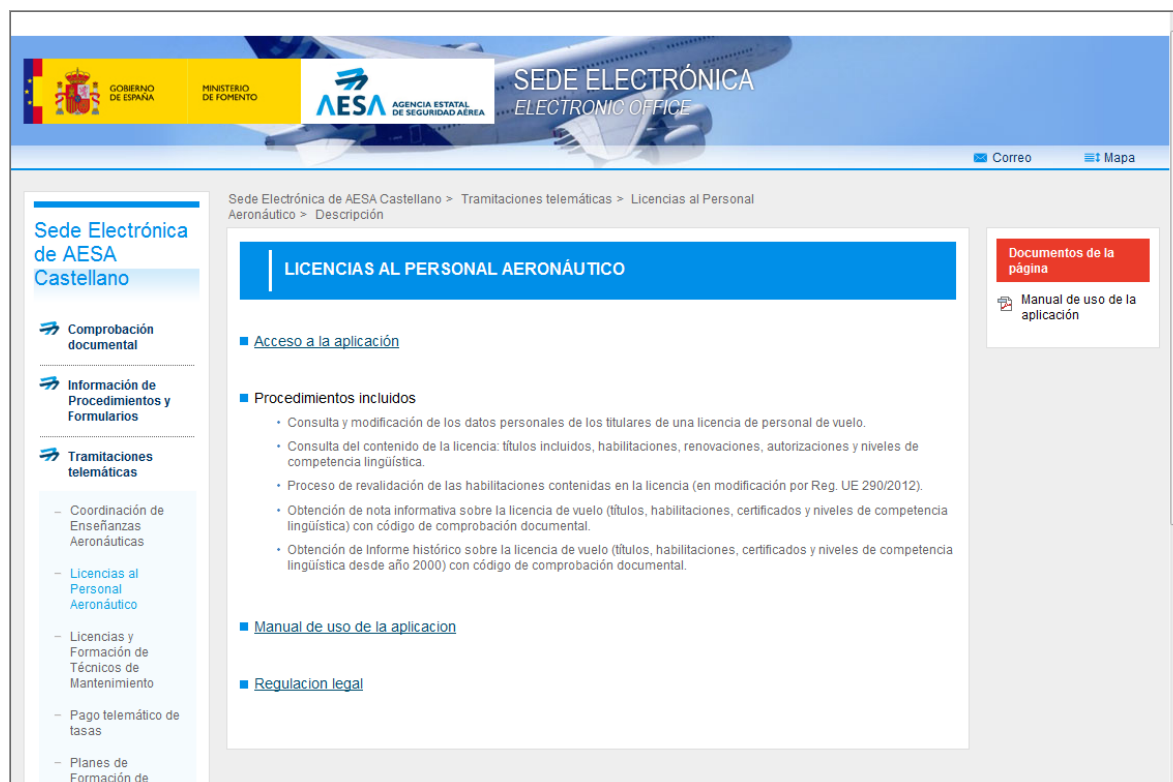 GOBIERNO
DE ESPAÑA
MINISTERIO
DE FOMENTO
AESA AGENCIA ESTATAL
DE SEGURIDAD AÉREA
SEDE ELECTRÓNICA
ELECTRONIC OFFICE
Correo
Mapa
Sede Electrónica
de AESA
Castellano
Comprobación
documental
Información de
Procedimientos y
Formularios
Tramitaciones
telemáticas
– Coordinación de
Enseñanzas
Aeronáuticas
– Licencias al
Personal
Aeronáutico
– Licencias y
Formación de
Técnicos de
Mantenimiento
– Pago telemático de
tasas
– Planes de
Formación de
Sede Electrónica de AESA Castellano > Tramitaciones telemáticas > Licencias al Personal
Aeronáutico > Descripción
LICENCIAS AL PERSONAL AERONÁUTICO
Acceso a la aplicación
Procedimientos incluidos
• Consulta y modificación de los datos personales de los titulares de una licencia de personal de vuelo.
• Consulta del contenido de la licencia: títulos incluidos, habilitaciones, renovaciones, autorizaciones y niveles de
competencia lingüística.
• Proceso de revalidación de las habilitaciones contenidas en la licencia (en modificación por Reg. UE 290/2012).
• Obtención de nota informativa sobre la licencia de vuelo (títulos, habilitaciones, certificados y niveles de competencia
lingüística) con código de comprobación documental.
• Obtención de Informe histórico sobre la licencia de vuelo (títulos, habilitaciones, certificados y niveles de competencia
lingüística desde año 2000) con código de comprobación documental.
Manual de uso de la aplicacion
Regulacion legal
Documentos de la
página
Manual de uso de la
aplicación